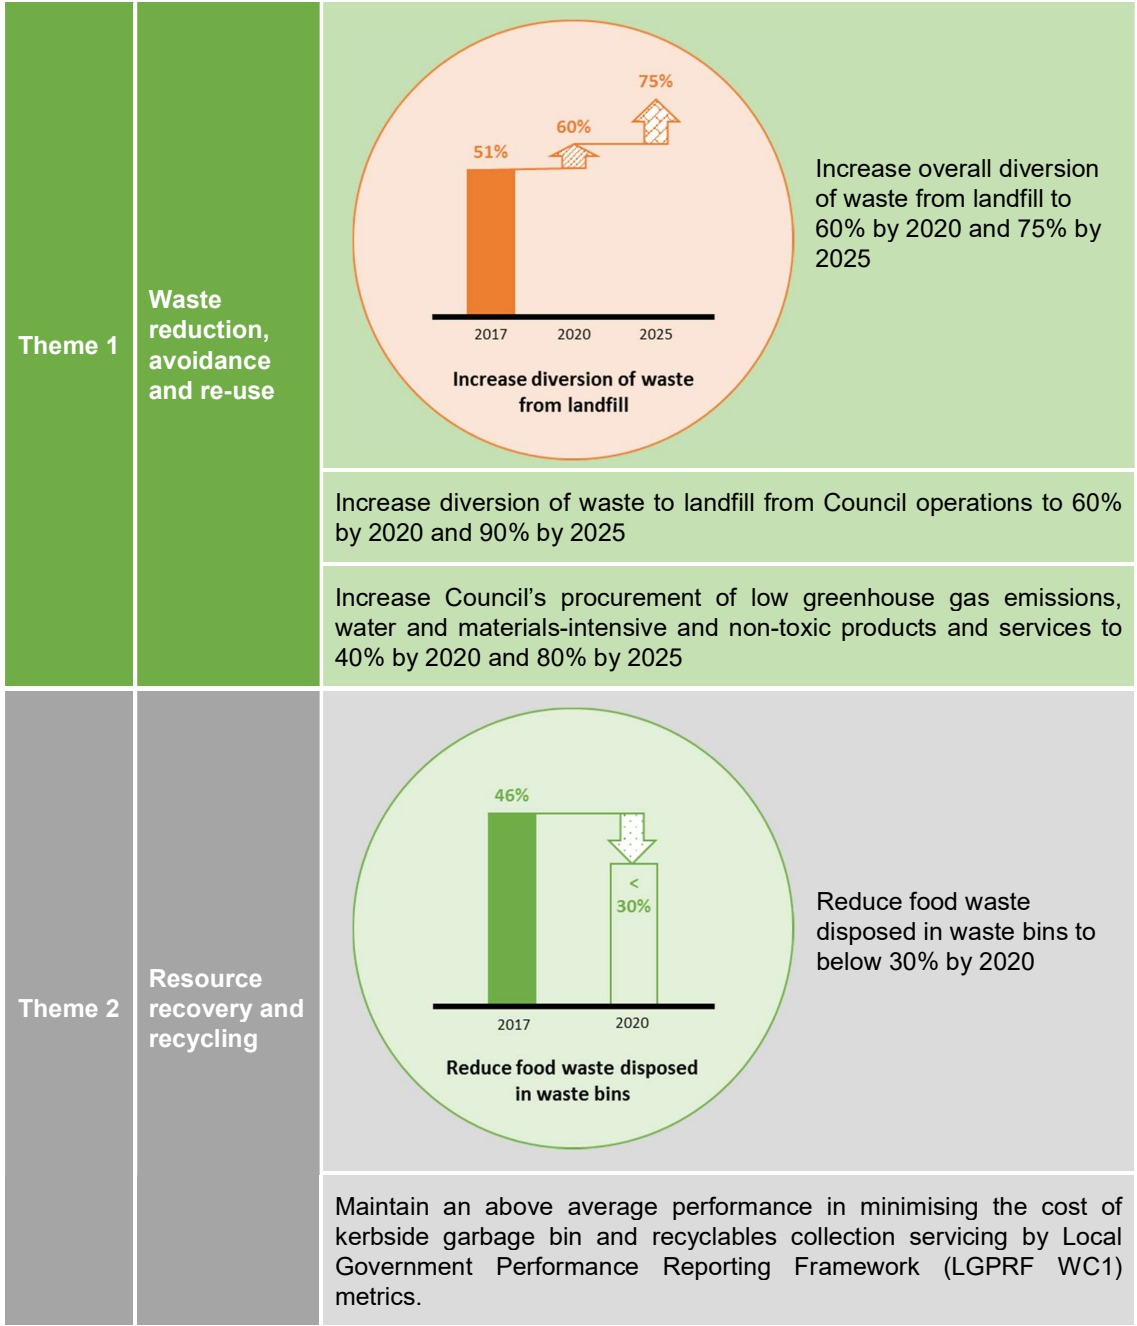 Theme 1
Waste
reduction,
avoidance
and re-use
75%
60%
51%
2017 2020 2025
Increase diversion of waste
from landfill
Increase overall diversion
of waste from landfill to
60% by 2020 and 75% by
2025
Increase diversion of waste to landfill from Council operations to 60%
by 2020 and 90% by 2025
Increase Council’s procurement of low greenhouse gas emissions,
water and materials-intensive and non-toxic products and services to
40% by 2020 and 80% by 2025
Theme 2
Resource
recovery and
recycling
46%
<
30%
2017 2020
Reduce food waste disposed
in waste bins
Reduce food waste
disposed in waste bins to
below 30% by 2020
Maintain an above average performance in minimising the cost of
kerbside garbage bin and recyclables collection servicing by Local
Government Performance Reporting Framework (LGPRF WC1)
metrics.